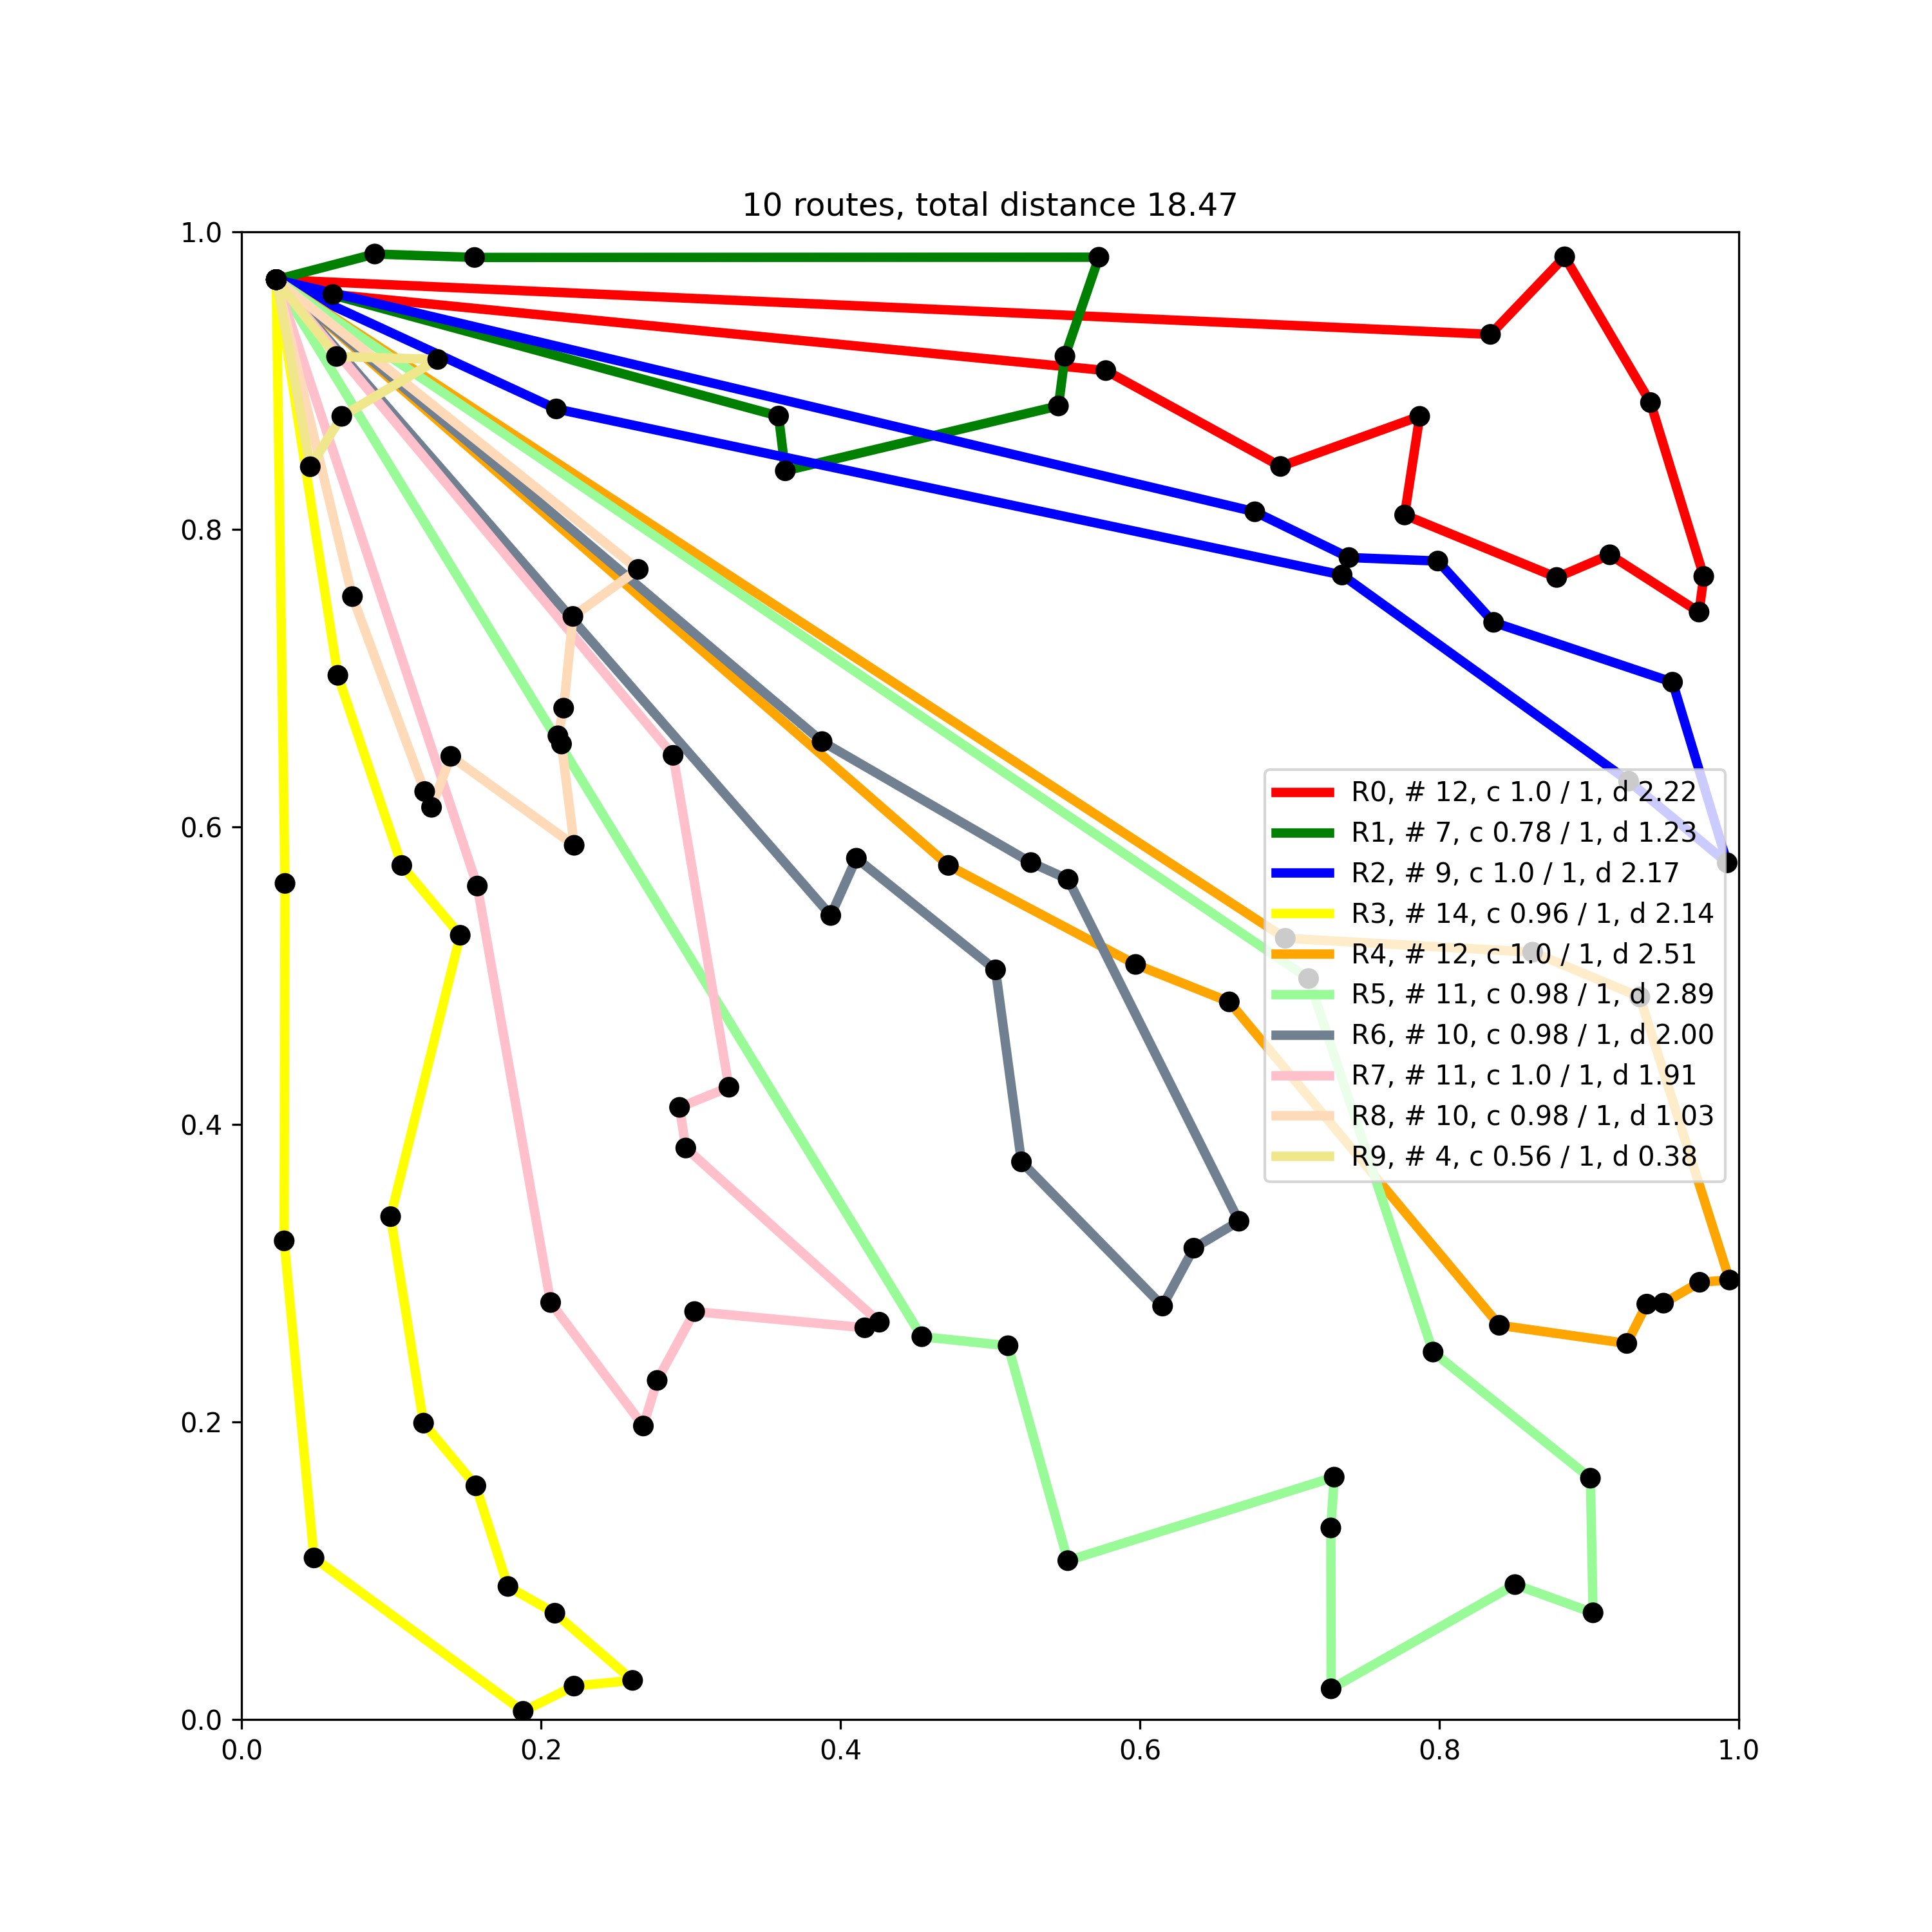 10 routes, total distance 18.47
1.0
0.8
0.6
0.4
0.2
0.0
0.0 0.2 0.4 0.6 0.8 1.0
R0, # 12, c 1.0 / 1, d 2.22
R1, # 7, c 0.78 / 1, d 1.23
R2, # 9, c 1.0 / 1, d 2.17
R3, # 14, c 0.96 / 1, d 2.14
R4, # 12, c 1.0 / 1, d 2.51
R5, # 11, c 0.98 / 1, d 2.89
R6, # 10, c 0.98 / 1, d 2.00
R7, # 11, c 1.0 / 1, d 1.91
R8, # 10, c 0.98 / 1, d 1.03
R9, # 4, c 0.56 / 1, d 0.38